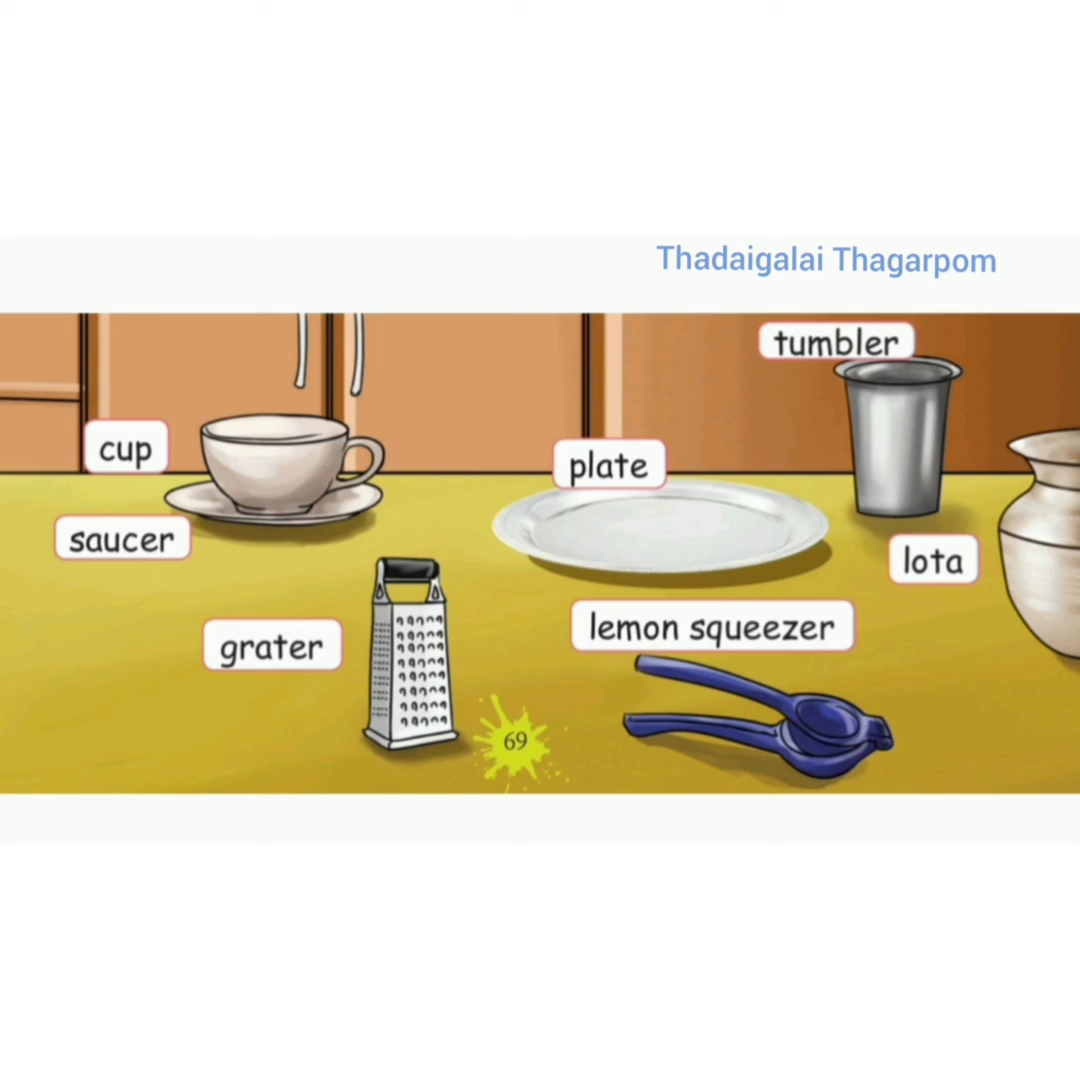 Thadaigalai Thagarpom
tumbler
cup
plate
saucer
lota
grater
lemon squeezer
69